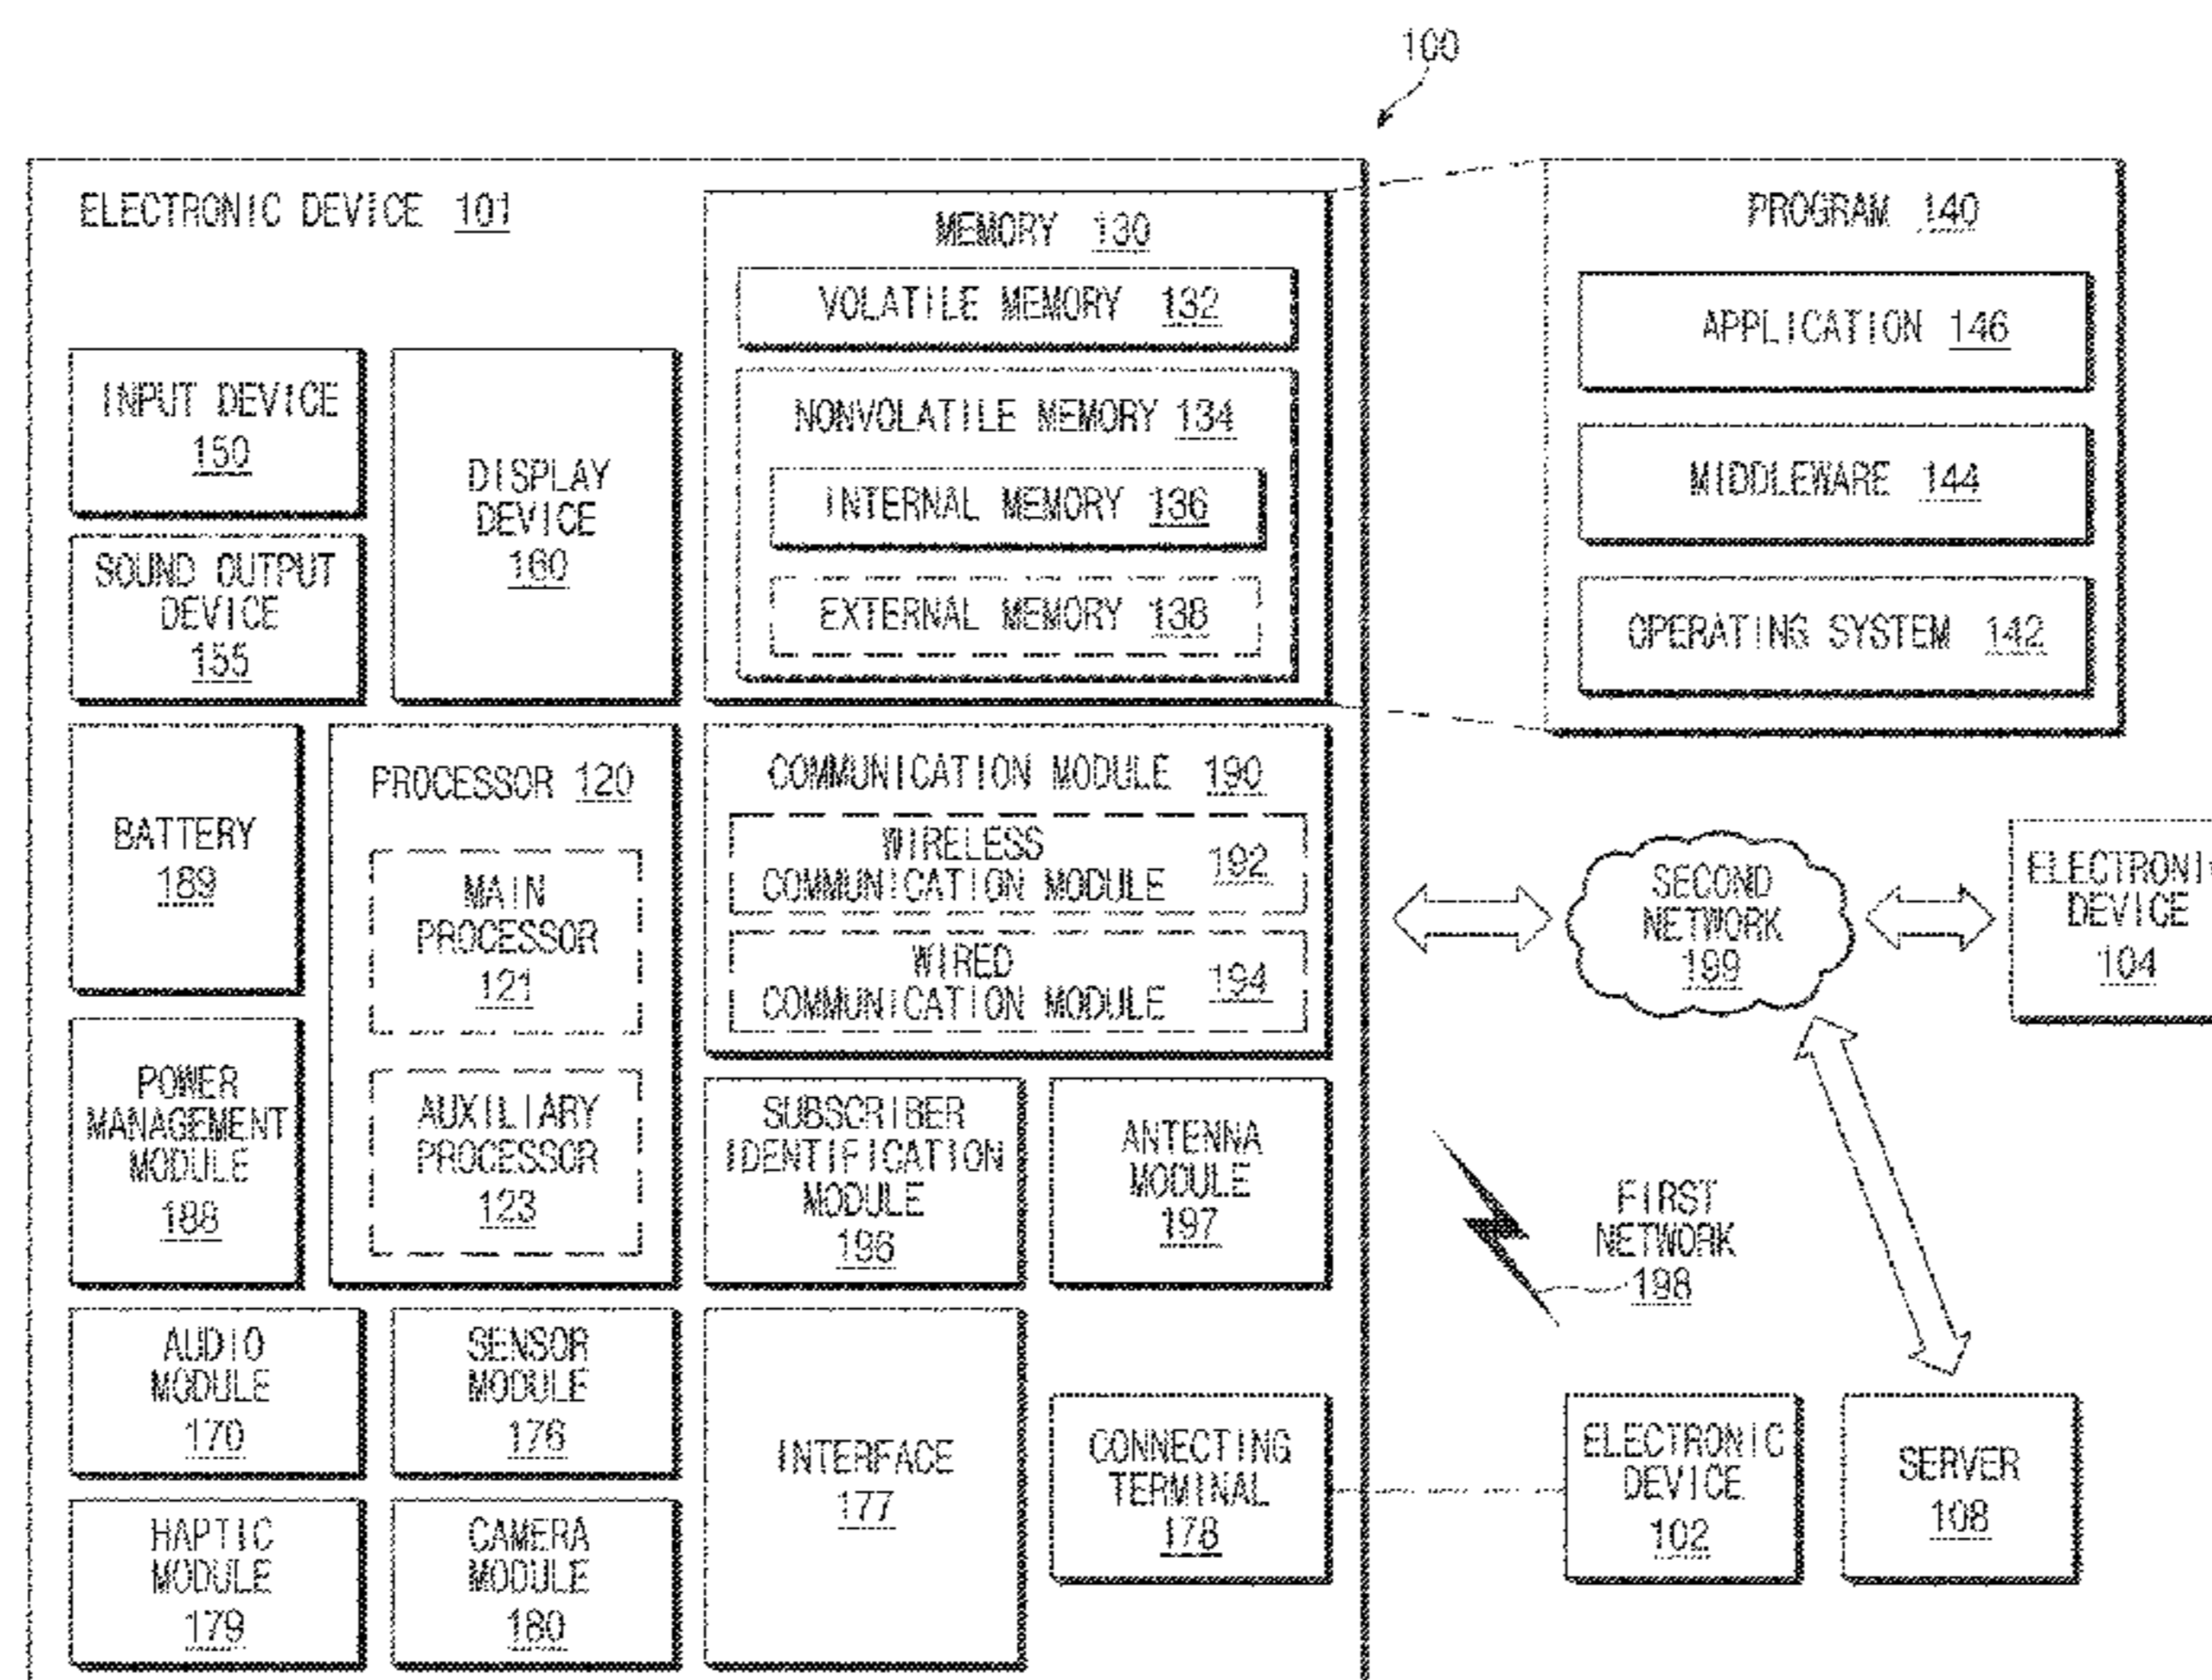 100
ELECTRONIC DEVICE 101
MEMORY 130
VOLATILE MEMORY 132
NONVOLATILE MEMORY 134
INTERNAL MEMORY 136
EXTERNAL MEMORY 138
PROGRAM 140
APPLICATION 146
MIDDLEWARE 144
OPERATING SYSTEM 142
INPUT DEVICE
150
SOUND OUTPUT
DEVICE
155
DISPLAY
DEVICE
160
BATTERY
189
POWER
MANAGEMENT
MODULE
188
PROCESSOR 120
MAIN
PROCESSOR
121
AUXILIARY
PROCESSOR
123
COMMUNICATION MODULE 190
WIRELESS
COMMUNICATION MODULE 192
WIRED
COMMUNICATION MODULE 194
SUBSCRIBER
IDENTIFICATION
MODULE
196
ANTENNA
MODULE
197
SECOND
NETWORK
199
ELECTRONIC
DEVICE
104
FIRST
NETWORK
198
AUDIO
MODULE
170
SENSOR
MODULE
176
INTERFACE
177
CONNECTING
TERMINAL
178
HAPTIC
MODULE
179
CAMERA
MODULE
180
ELECTRONIC
DEVICE
102
SERVER
108